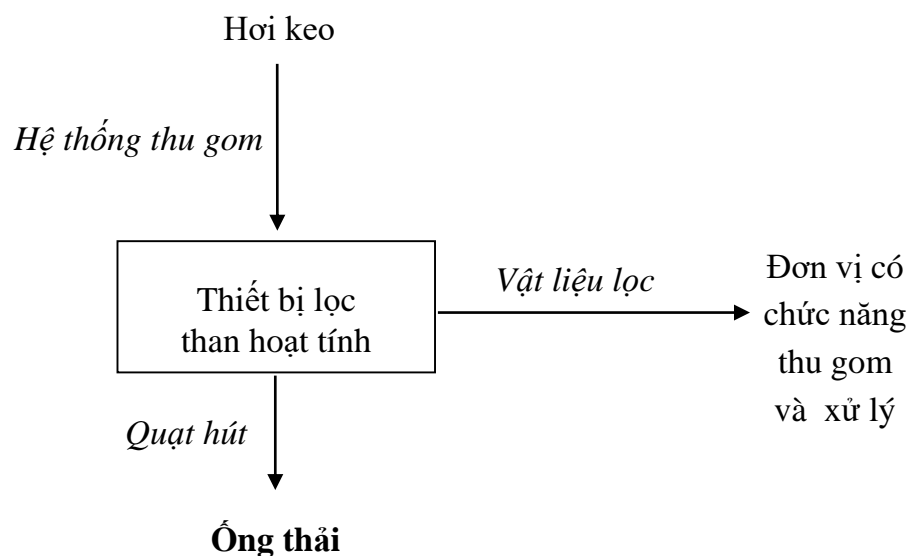 Hơi keo
Hệ thống thu gom
Thiết bị lọc
than hoạt tính
Vật liệu lọc
Đơn vị có
chức năng
thu gom
và xử lý
Quạt hút
Ống thải